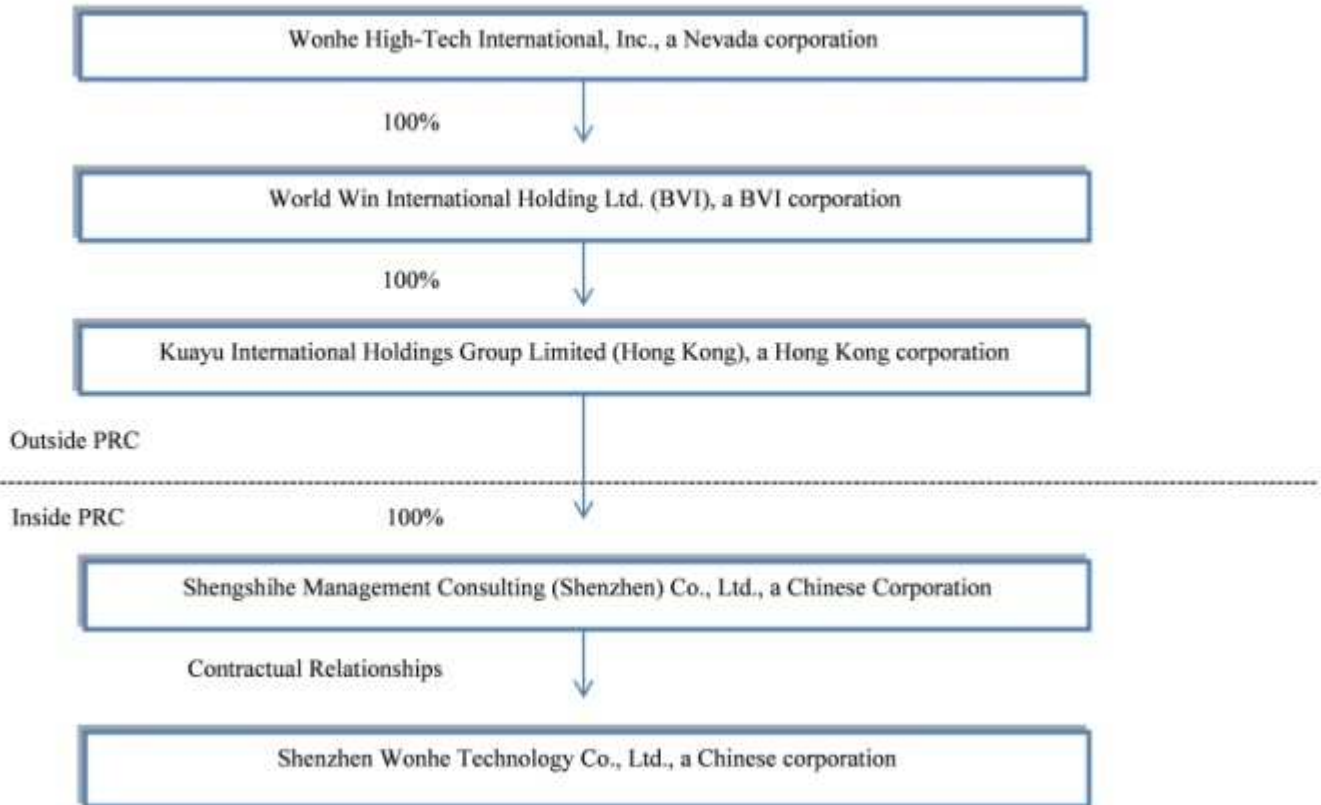 Wonhe High-Tech International, Inc., a Nevada corporation
100%
World Win International Holding Ltd. (BVI), a BVI corporation
100%
Kuayu International Holdings Group Limited (Hong Kong), a Hong Kong corporation
Outside PRC
Inside PRC
100%
Shengshihe Management Consulting (Shenzhen) Co., Ltd., a Chinese Corporation
Contractual Relationships
Shenzhen Wonhe Technology Co., Ltd., a Chinese corporation